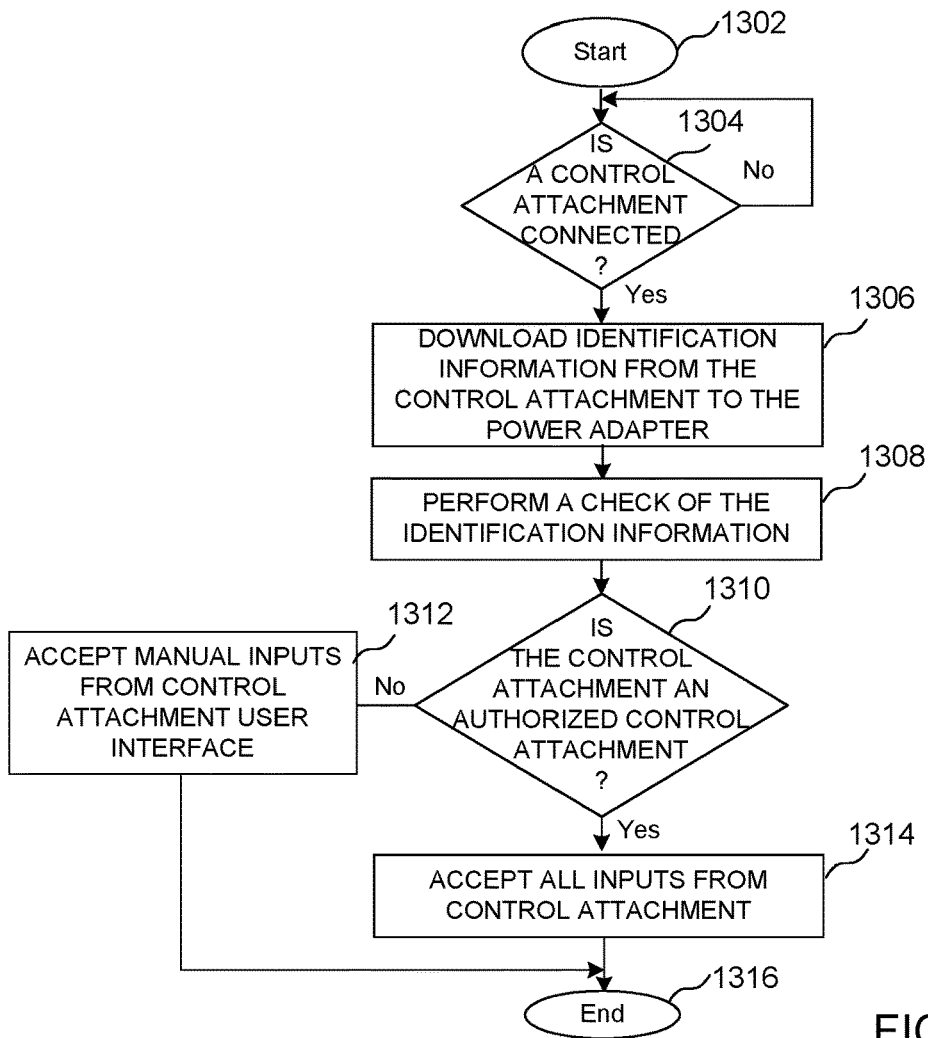 1302
Start
1304
IS
A CONTROL
ATTACHMENT
CONNECTED
?
No
Yes
1306
DOWNLOAD IDENTIFICATION
INFORMATION FROM THE
CONTROL ATTACHMENT TO THE
POWER ADAPTER
1308
PERFORM A CHECK OF THE
IDENTIFICATION INFORMATION
1310
IS
THE CONTROL
ATTACHMENT AN
AUTHORIZED CONTROL
ATTACHMENT
?
No
1312
ACCEPT MANUAL INPUTS
FROM CONTROL
ATTACHMENT USER
INTERFACE
Yes
1314
ACCEPT ALL INPUTS FROM
CONTROL ATTACHMENT
1316
End